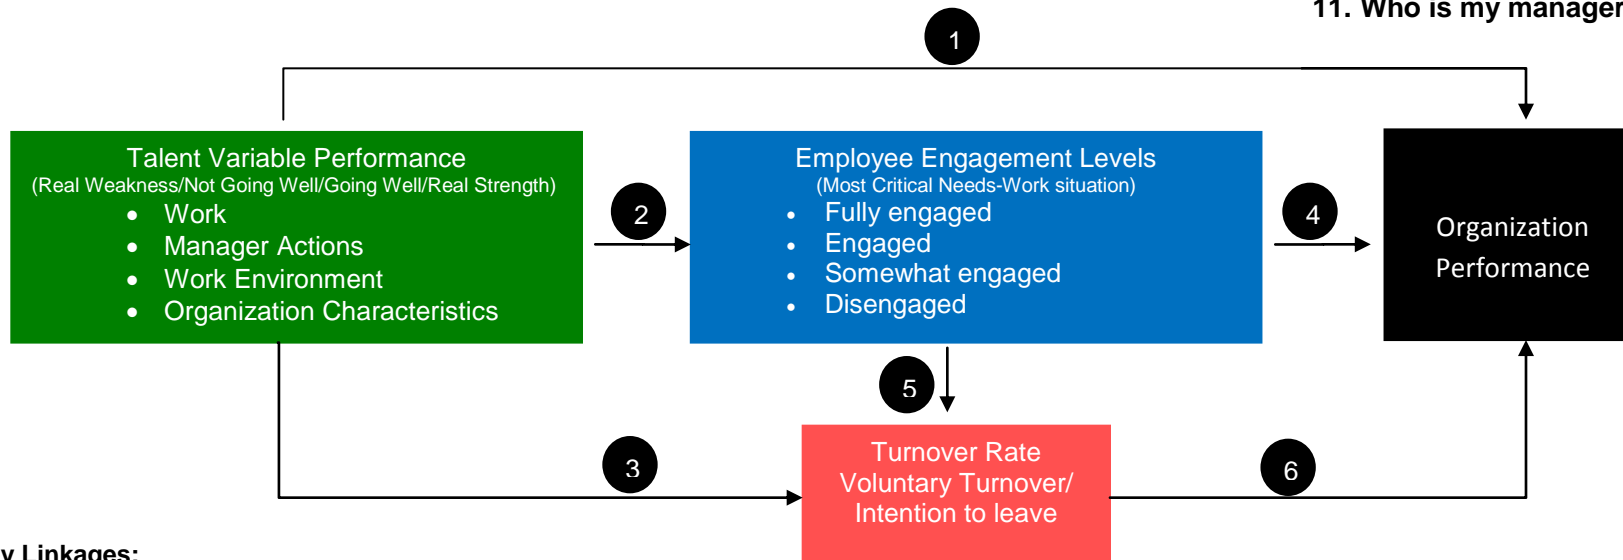 11. Who is my manager
1
Talent Variable Performance
(Real Weakness/Not Going Well/Going Well/Real Strength)
• Work
• Manager Actions
• Work Environment
• Organization Characteristics
2
Employee Engagement Levels
(Most Critical Needs-Work situation)
• Fully engaged
• Engaged
• Somewhat engaged
• Disengaged
4
Organization
Performance
5
3
Turnover Rate
Voluntary Turnover/
Intention to leave
6
y Linkages: